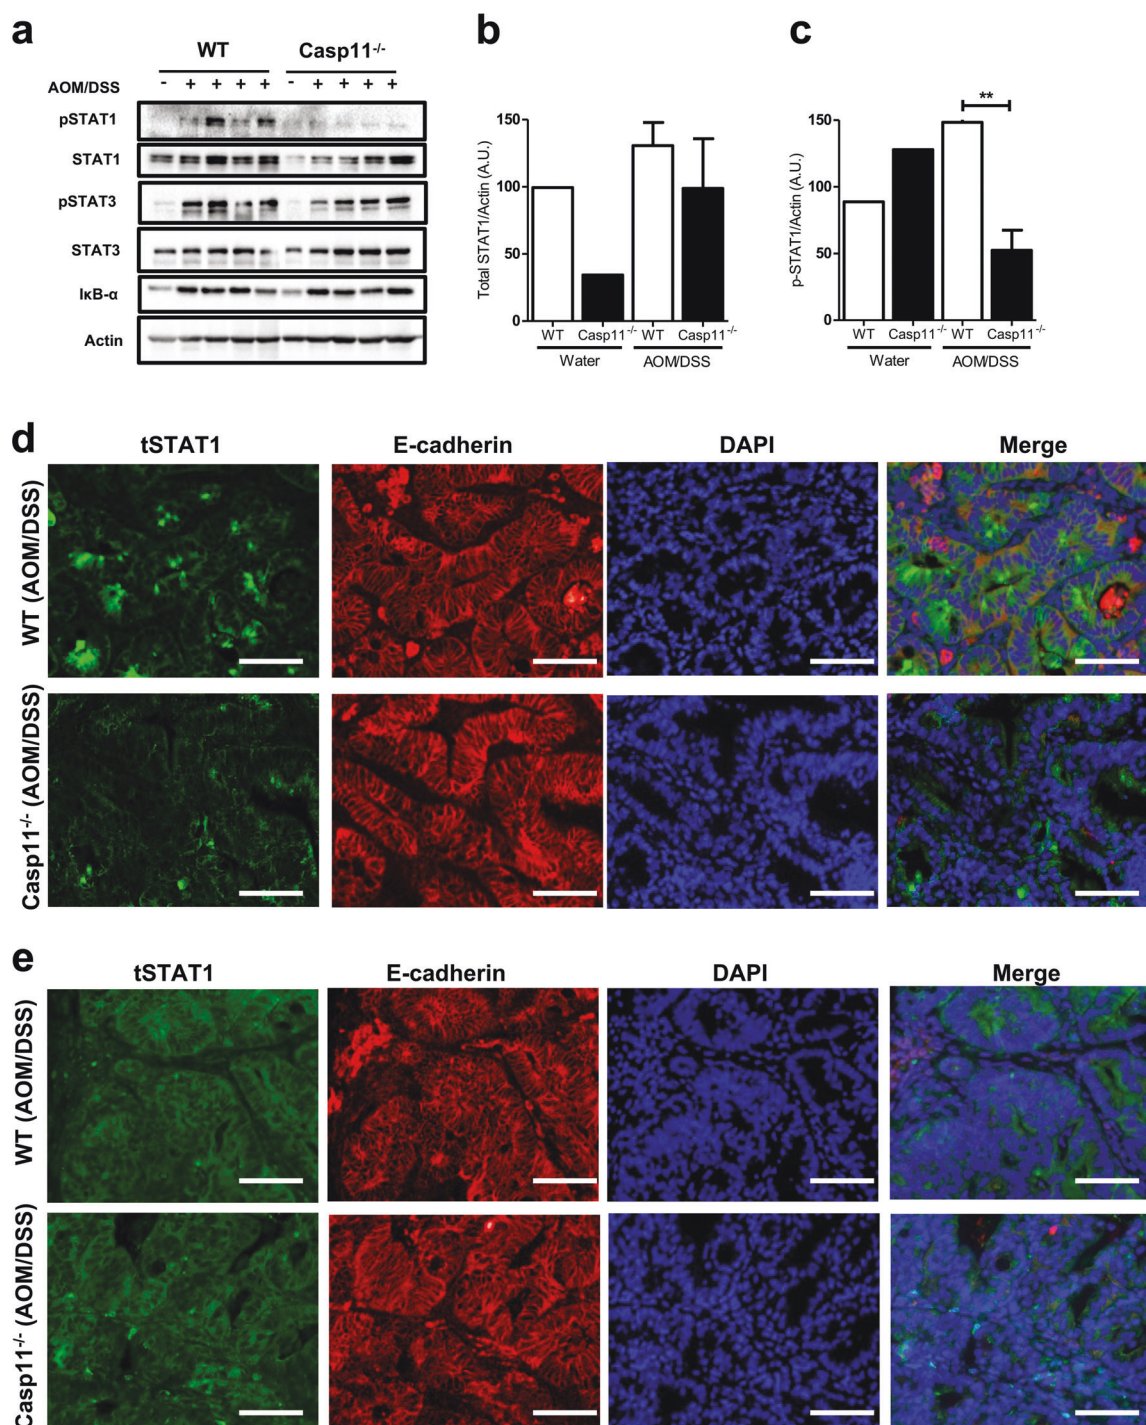 a
WT Casp11-/-
AOM/DSS - + + + + - + + + +
pSTAT1
STAT1
pSTAT3
STAT3
IκB-α
Actin
b
Total STAT1/Actin (A.U.)
150
100
50
0
WT Casp11-/- WT Casp11-/-
Water AOM/DSS
c
**
p-STAT1/Actin (A.U.)
150
100
50
0
WT Casp11-/- WT Casp11-/-
Water AOM/DSS
d
tSTAT1 E-cadherin DAPI Merge
WT (AOM/DSS)
Casp11-/- (AOM/DSS)
e
tSTAT1 E-cadherin DAPI Merge
WT (AOM/DSS)
Casp11-/- (AOM/DSS)